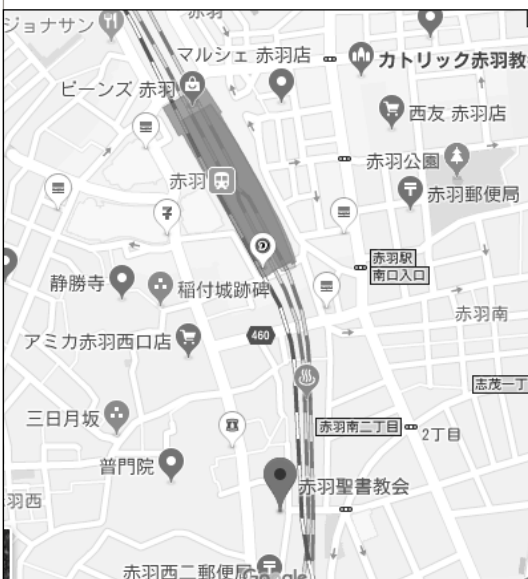 ジョナサン
赤羽
マルシェ 赤羽店
カトリック赤羽教
ビーンズ 赤羽
西友 赤羽店
赤羽公園
赤羽
赤羽郵便局
赤羽駅
南口入口
静勝寺
稲付城跡碑
赤羽南
アミカ赤羽西口店
460
志茂一丁
三日月坂
赤羽南二丁目
2丁目
普門院
赤羽聖書教会
羽西
赤羽西二郵便局
Google